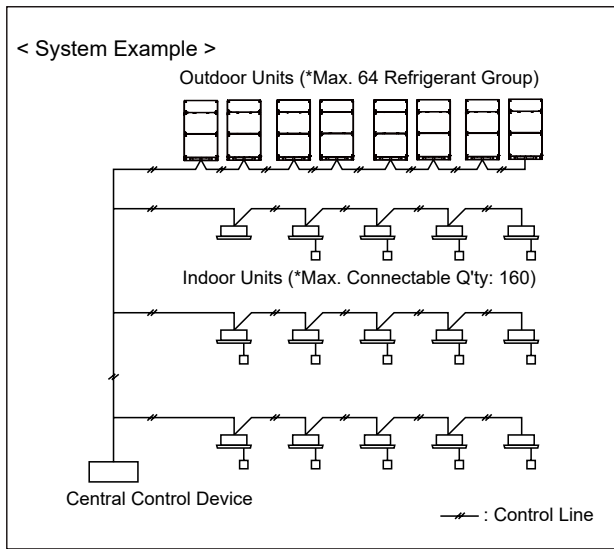 < System Example >
Outdoor Units (*Max. 64 Refrigerant Group)
Indoor Units (*Max. Connectable Q'ty: 160)
Central Control Device
: Control Line